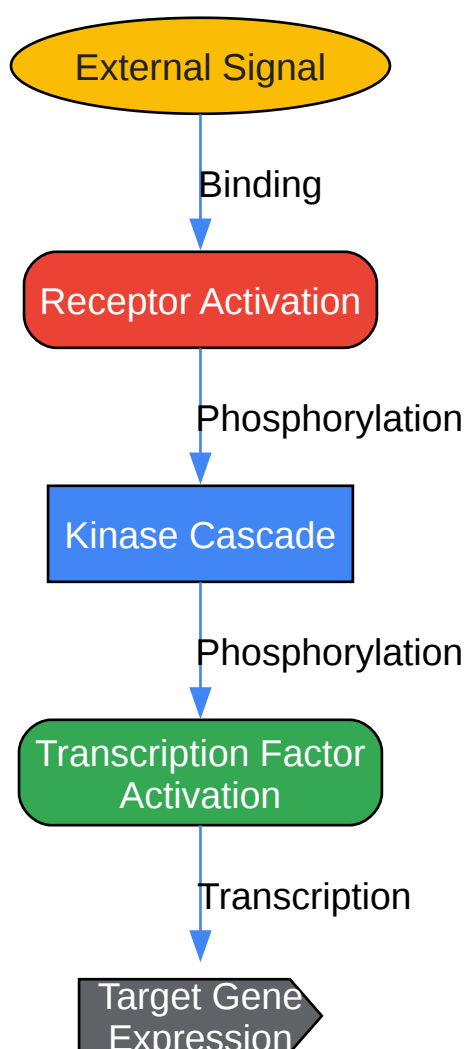 External Signal
Binding
Receptor Activation
Phosphorylation
Kinase Cascade
Phosphorylation
Transcription Factor
Activation
Transcription
Target Gene
Expression